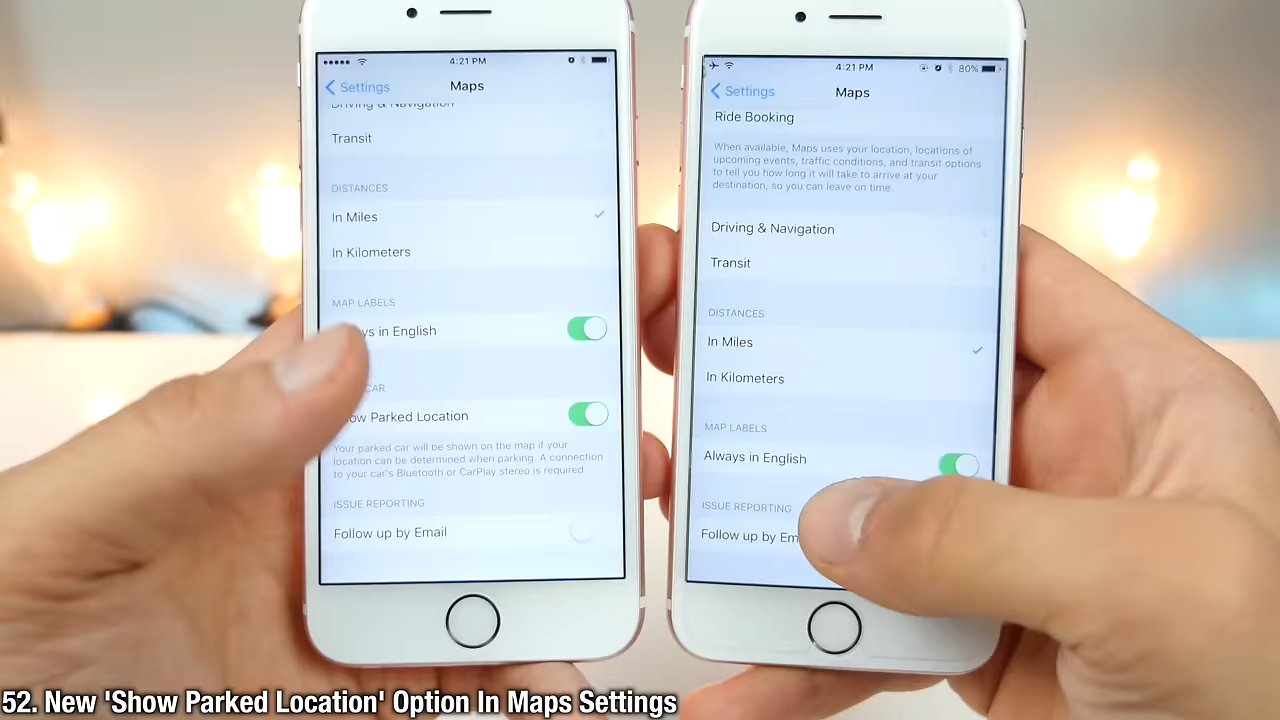 4:21 PM
Settings
Maps
Driving & Navigation
Transit
DISTANCES
In Miles
In Kilometers
MAP LABELS
ys in English
CAR
ow Parked Location
Your parked car will be shown on the map if your
location can be determined when parking. A connection
to your car's Bluetooth or CarPlay stereo is required
ISSUE REPORTING
Follow up by Email
4:21 PM
80%
Settings
Maps
Ride Booking
When available, Maps uses your location, locations of
upcoming events, traffic conditions, and transit options
to tell you how long it will take to arrive at your
destination, so you can leave on time.
Driving & Navigation
Transit
DISTANCES
In Miles
In Kilometers
MAP LABELS
Always in English
ISSUE REPORTING
Follow up by Em
52. New 'Show Parked Location' Option In Maps Settings